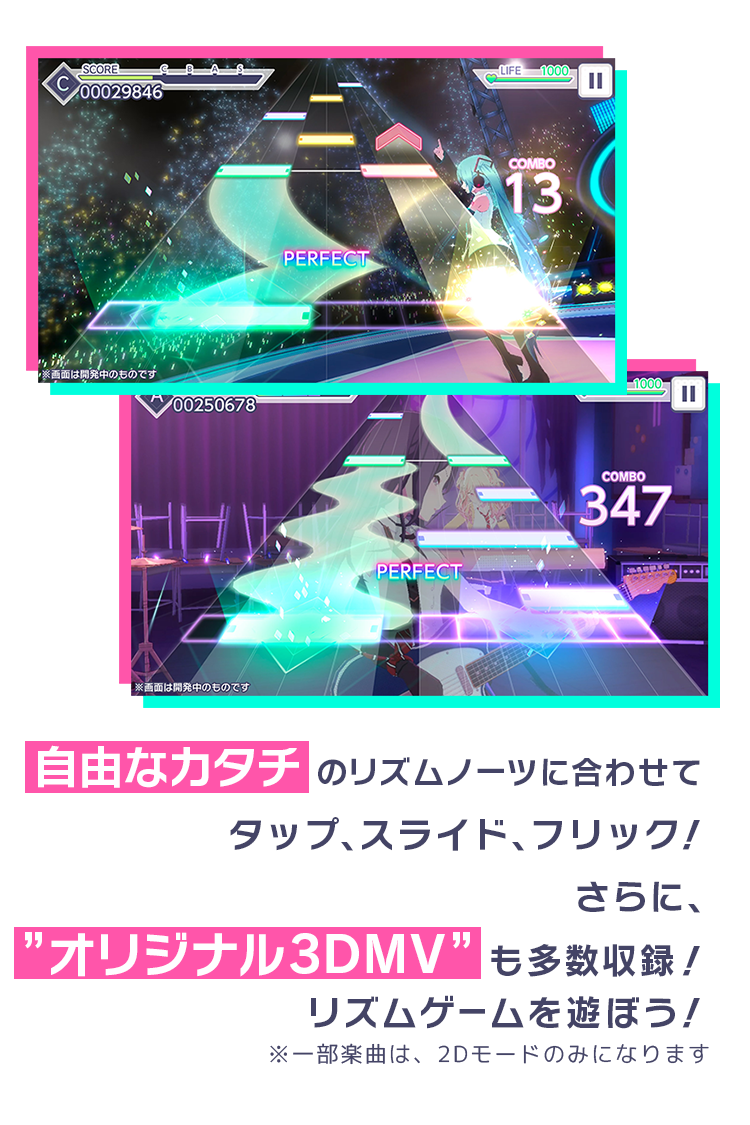 SCORE C B A S
C
00029846
LIFE 1000
COMBO
13
PERFECT
※画面は開発中のものです
A
00250678
1000
COMBO
347
PERFECT
※画面は開発中のものです
自由なカタチ のリズムノーツに合わせて
タップ、スライド、フリック!
さらに、
”オリジナル3DMV” も多数収録!
リズムゲームを遊ぼう!
※一部楽曲は、2Dモードのみになります